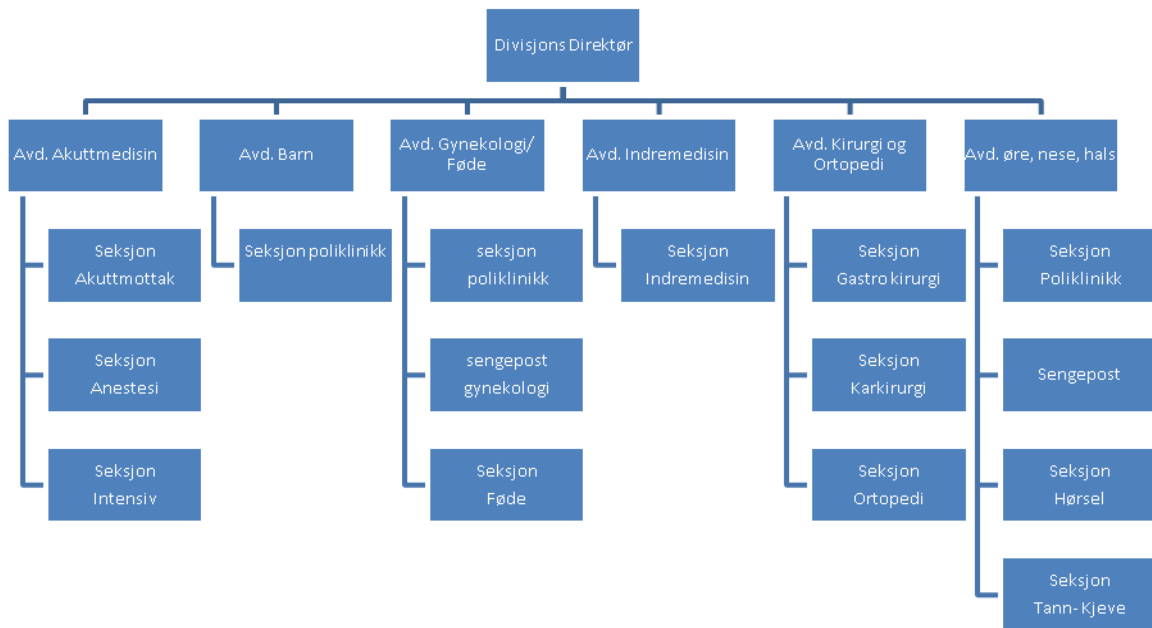 Divisjons Direktør
Avd. Akuttmedisin
Seksjon
Akuttmottak
Seksjon
Anestesi
Seksjon
Intensiv
Avd. Barn
Seksjon poliklinikk
Avd. Gynekologi/
Føde
seksjon
poliklinikk
sengepost
gynekologi
Seksjon
Føde
Avd. Indremedisin
Seksjon
Indremedisin
Avd. Kirurgi og
Ortopedi
Seksjon
Gastrokirurgi
Seksjon
Karkirurgi
Seksjon
Ortopedi
Avd. øre, nese, hals
Seksjon
Poliklinikk
Sengepost
Seksjon
Hørsel
Seksjon
Tann- Kjeve